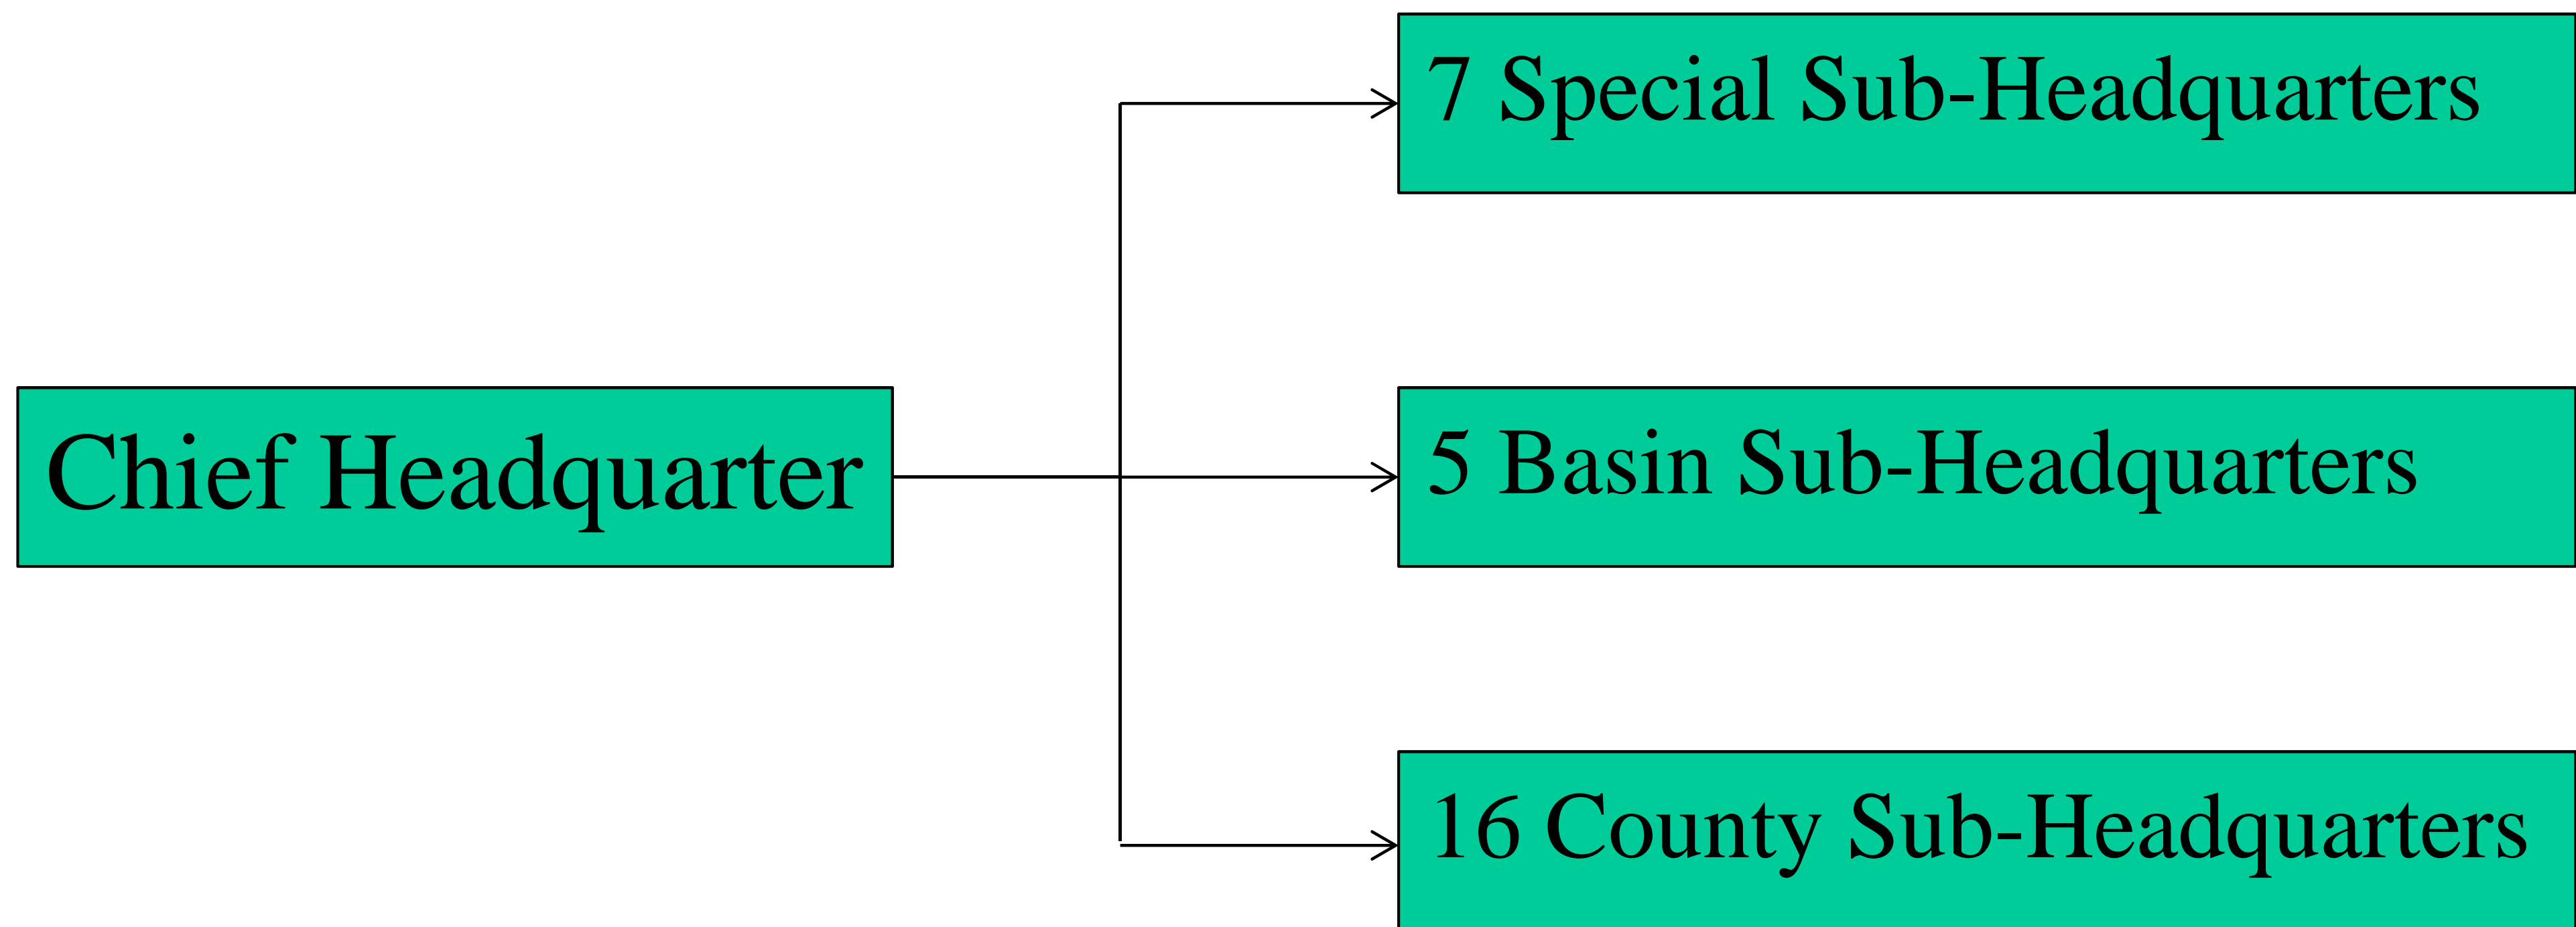 7 Special Sub-Headquarters
Chief Headquarter
5 Basin Sub-Headquarters
16 County Sub-Headquarters